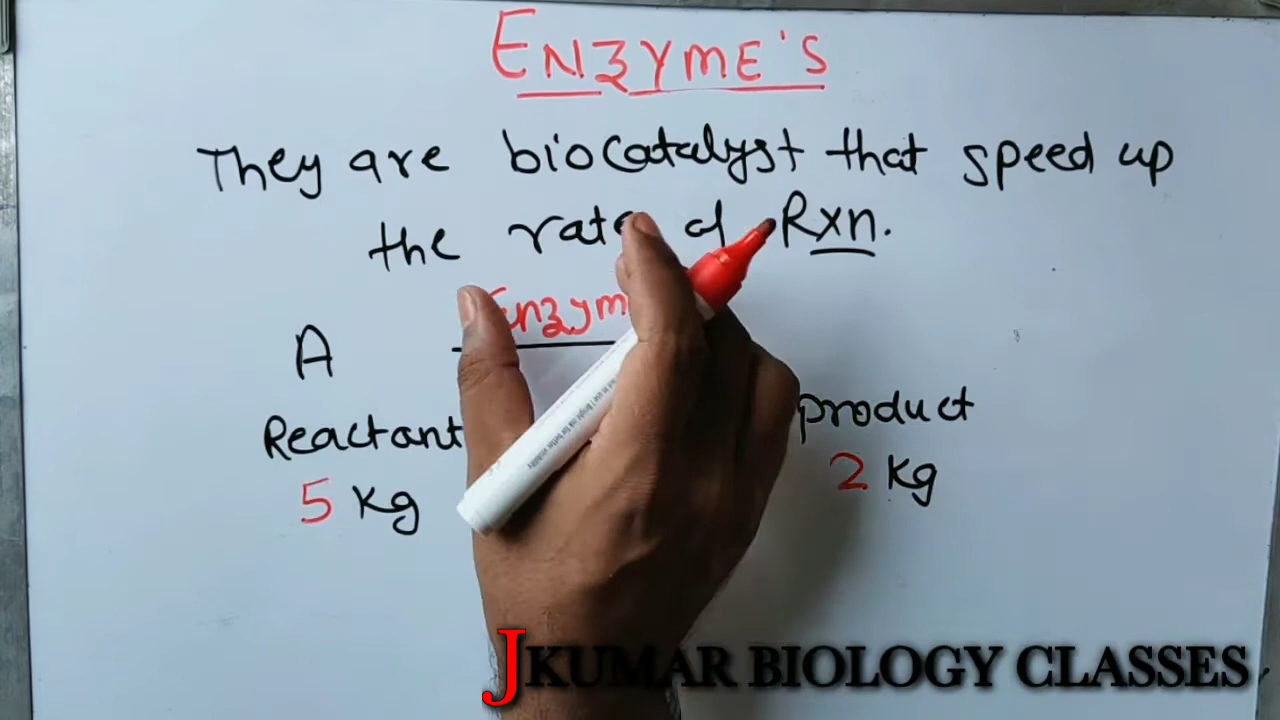 ENZYME'S
They are biocatalyst that speed up
the rate of Rxn.
Enzym
A
Reactant product
5 Kg 2 Kg
JKUMAR BIOLOGY CLASSES